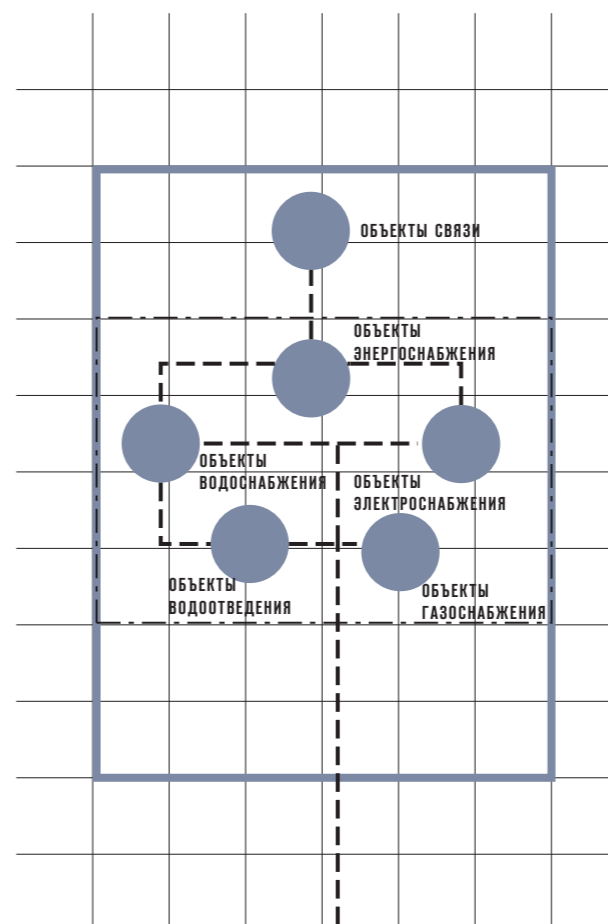 ОБЪЕКТЫ СВЯЗИ
ОБЪЕКТЫ
ЭНЕРГОСНАБЖЕНИЯ
ОБЪЕКТЫ
ВОДОСНАБЖЕНИЯ
ОБЪЕКТЫ
ЭЛЕКТРОСНАБЖЕНИЯ
ОБЪЕКТЫ
ВОДООТВЕДЕНИЯ
ОБЪЕКТЫ
ГАЗОСНАБЖЕНИЯ